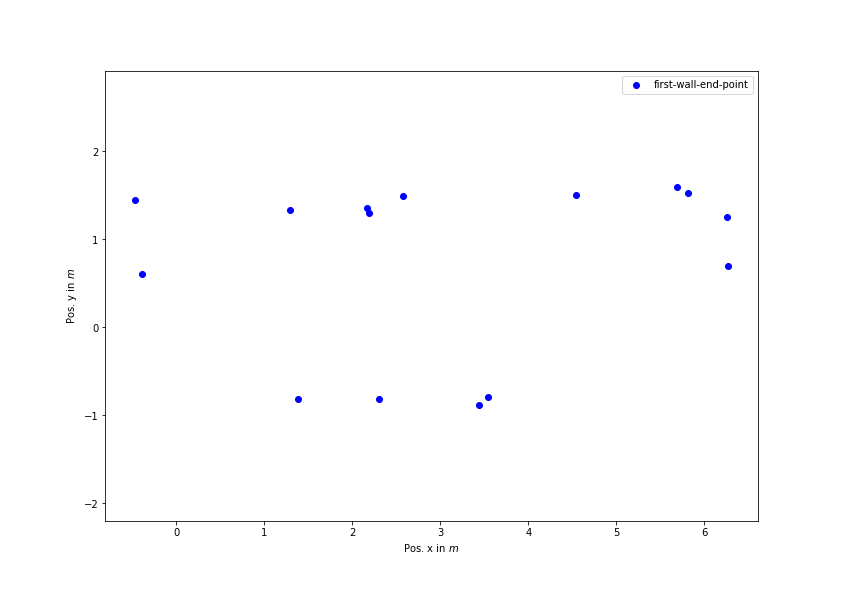 first-wall-end-point
2
1
0
−1
−2
Pos. y in m
0 1 2 3 4 5 6
Pos. x in m